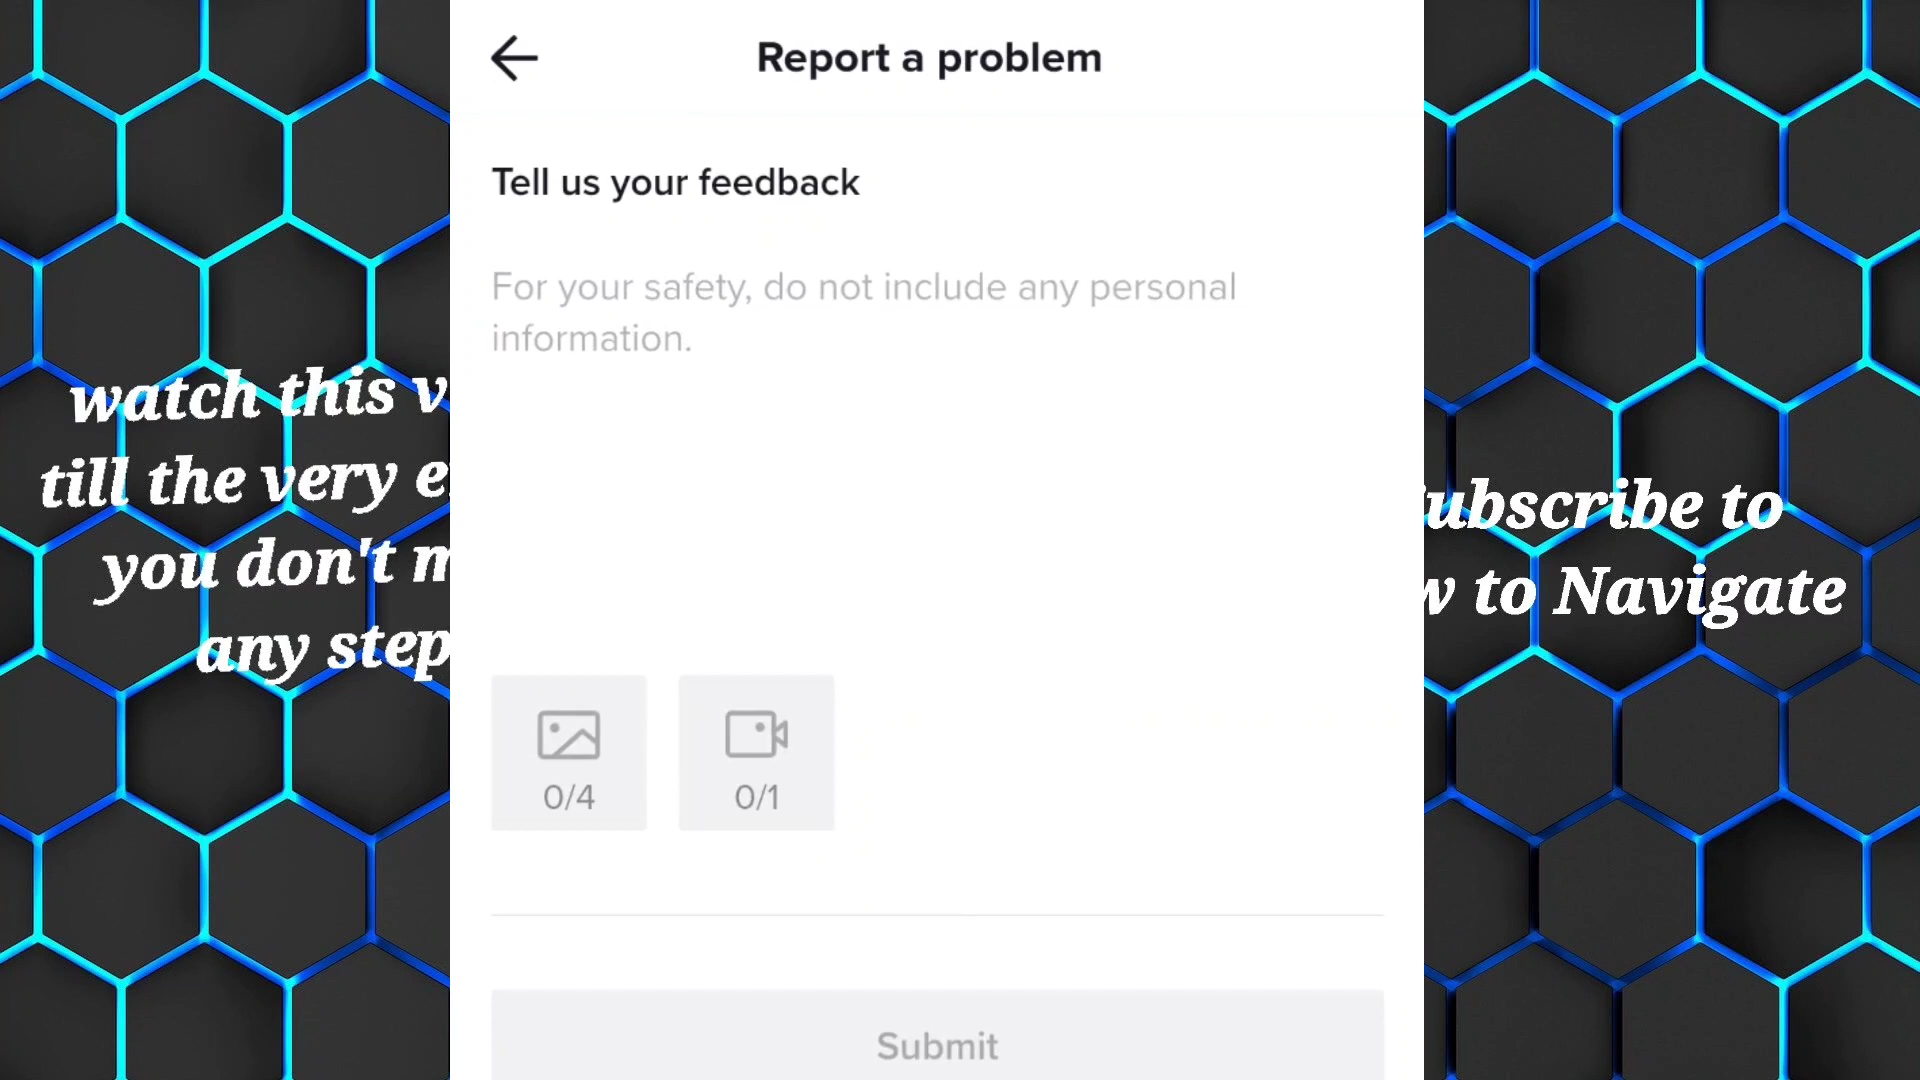 Report a problem
Tell us your feedback
For your safety, do not include any personal
information.
0/4
0/1
Submit
watch this
till the very
you don't
any step
to
to Navigate